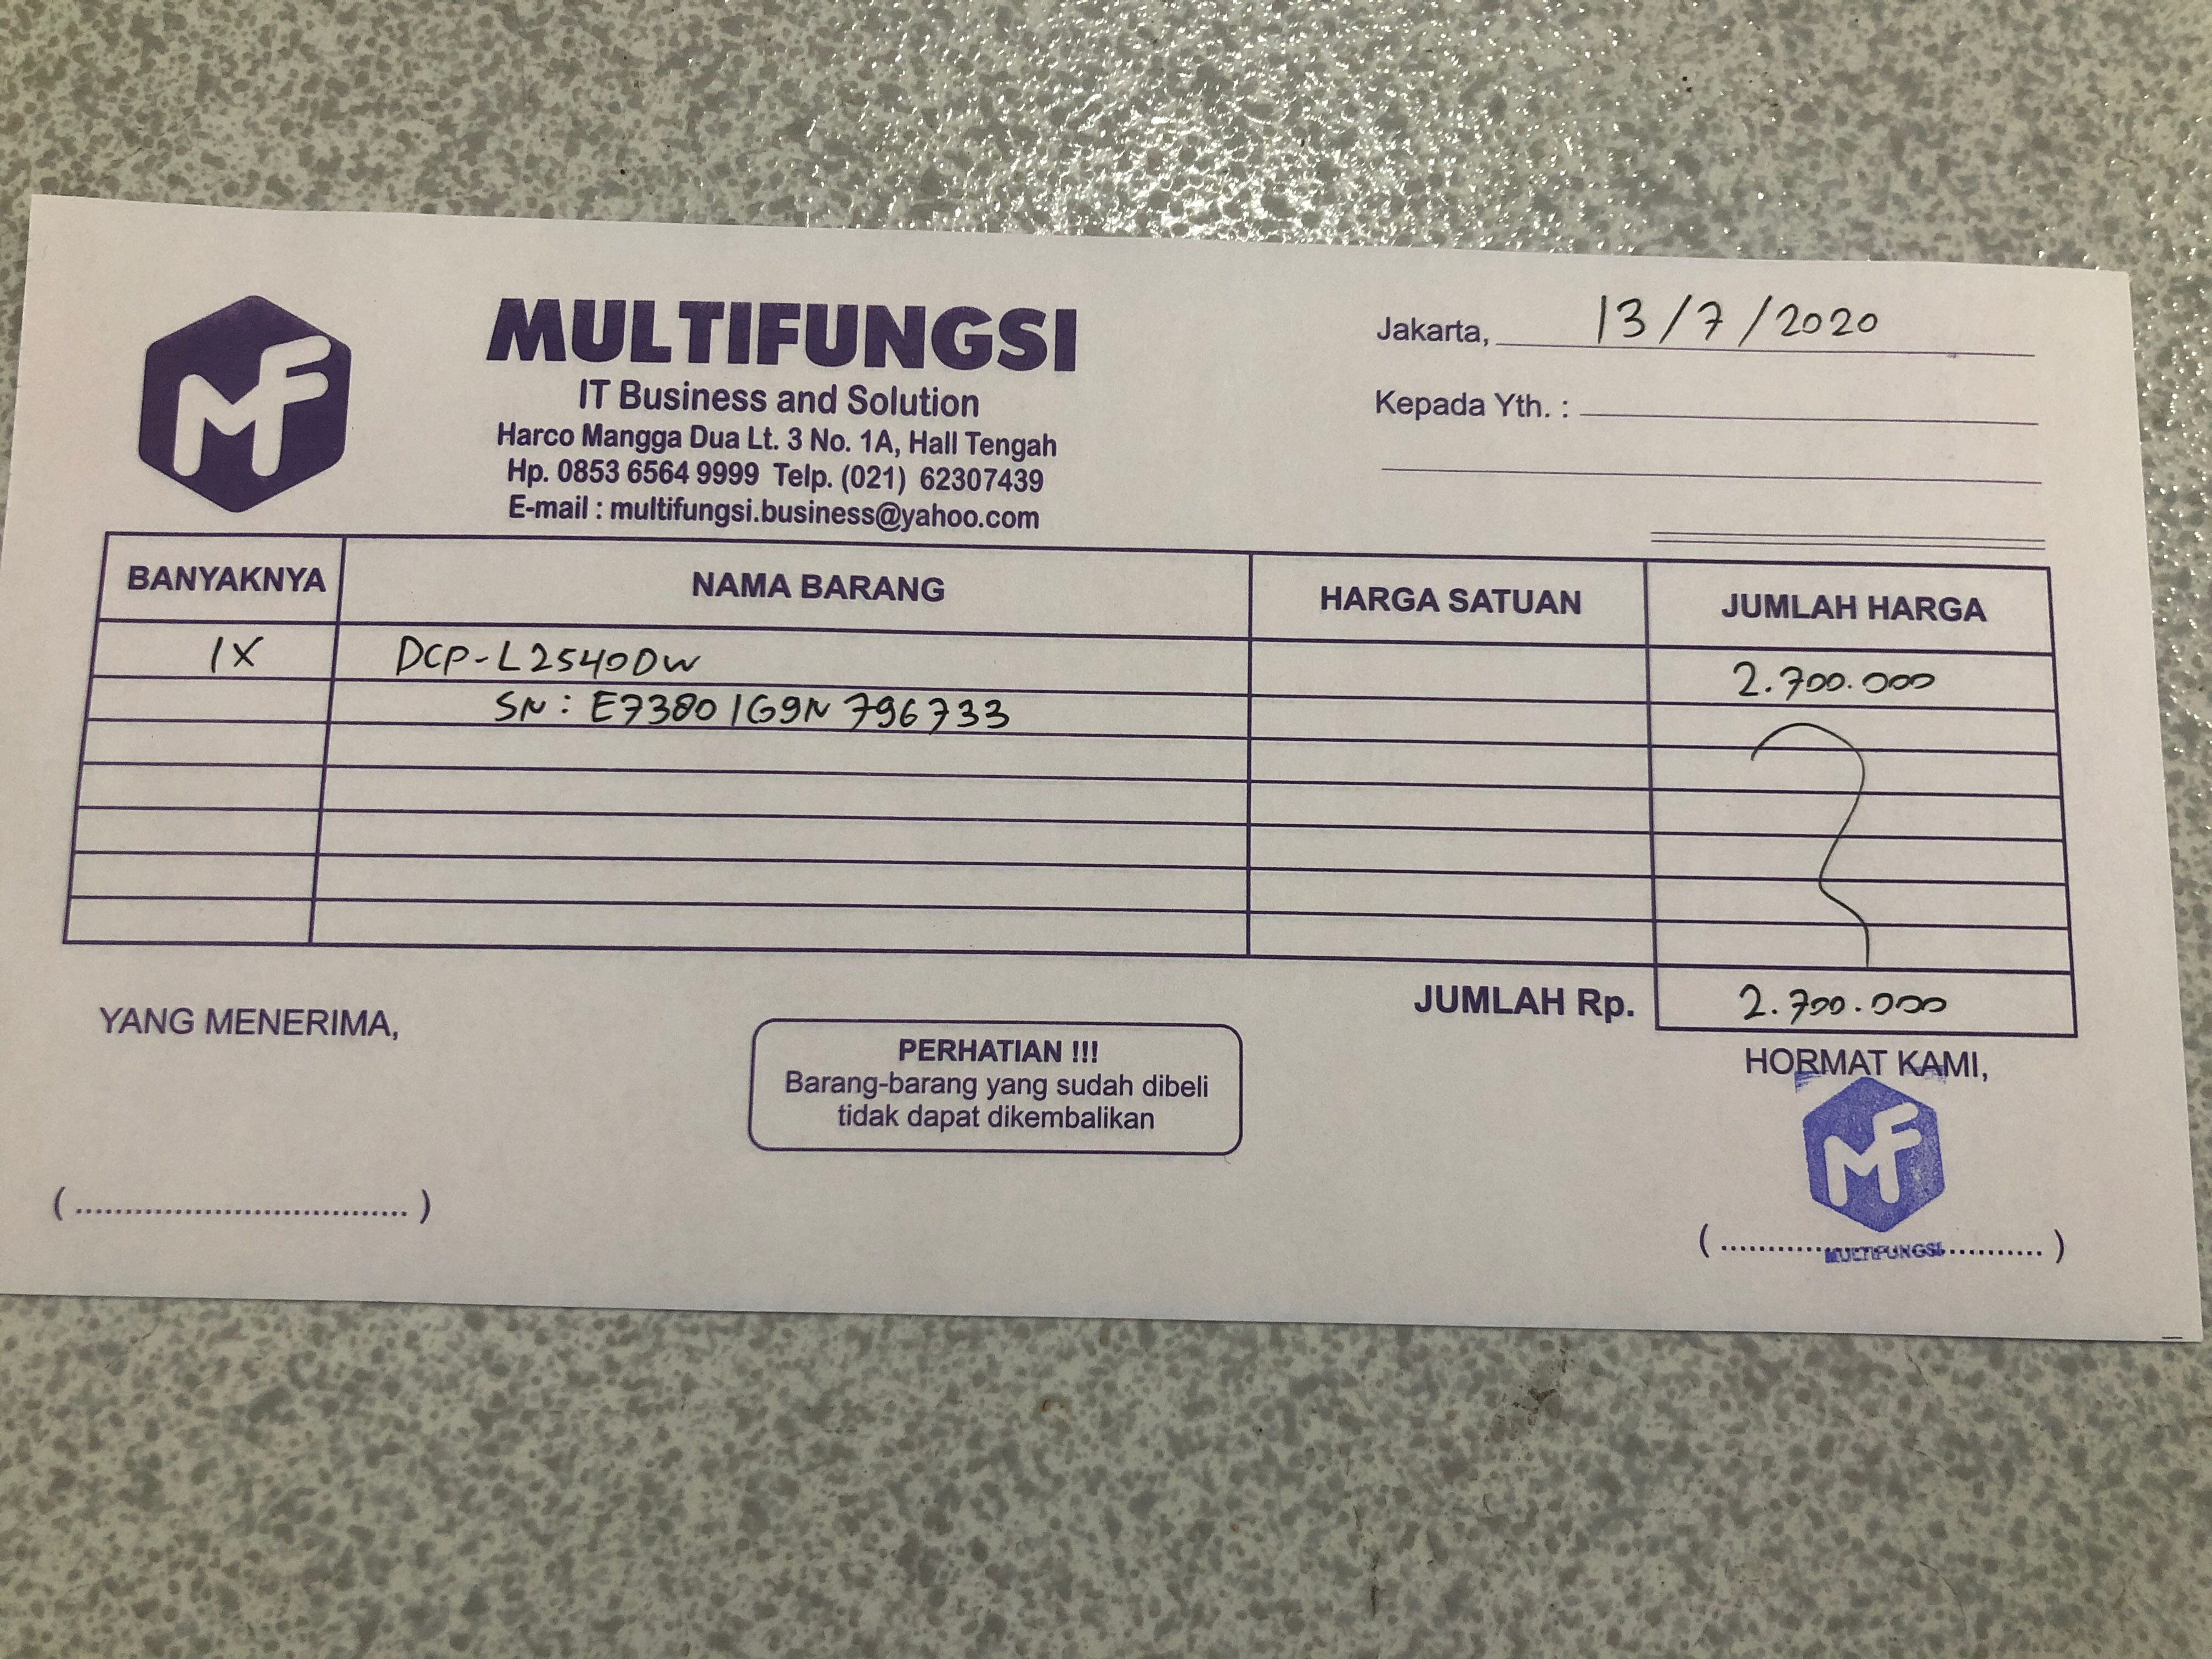 MF
MULTIFUNGSI
IT Business and Solution
Harco Mangga Dua Lt. 3 No. 1A, Hall Tengah
Hp. 0853 6564 9999 Telp. (021) 62307439
E-mail : multifungsi.business@yahoo.com
Jakarta, 13/7/2020
Kepada Yth. :
BANYAKNYA NAMA BARANG HARGA SATUAN JUMLAH HARGA
1X DCP-L2540DW 2.700.000
SN: E73801G9N796733
JUMLAH Rp. 2.700.000
YANG MENERIMA,
PERHATIAN !!!
Barang-barang yang sudah dibeli
tidak dapat dikembalikan
HORMAT KAMI,
MF
MULTIFUNGSI
(..................................)
(..................................)